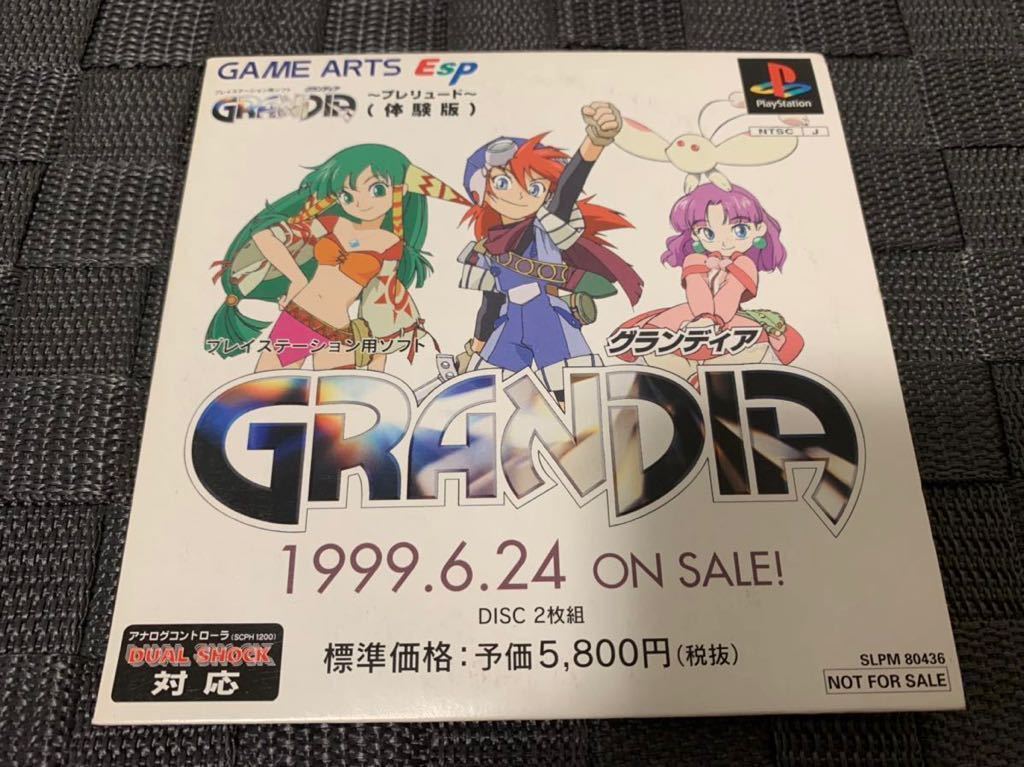 GAME ARTS ESP
プレイステーション用ソフト グランディア
GRANDIA ～プレリュード～
(体験版)
PlayStation
NTSC J
プレイステーション用ソフト
グランディア
GRANDIA
1999.6.24 ON SALE!
DISC 2枚組
標準価格:予価5,800円(税抜)
アナログコントローラ(SCPH1200)
DUAL SHOCK
対応
SLPM 80436
NOT FOR SALE